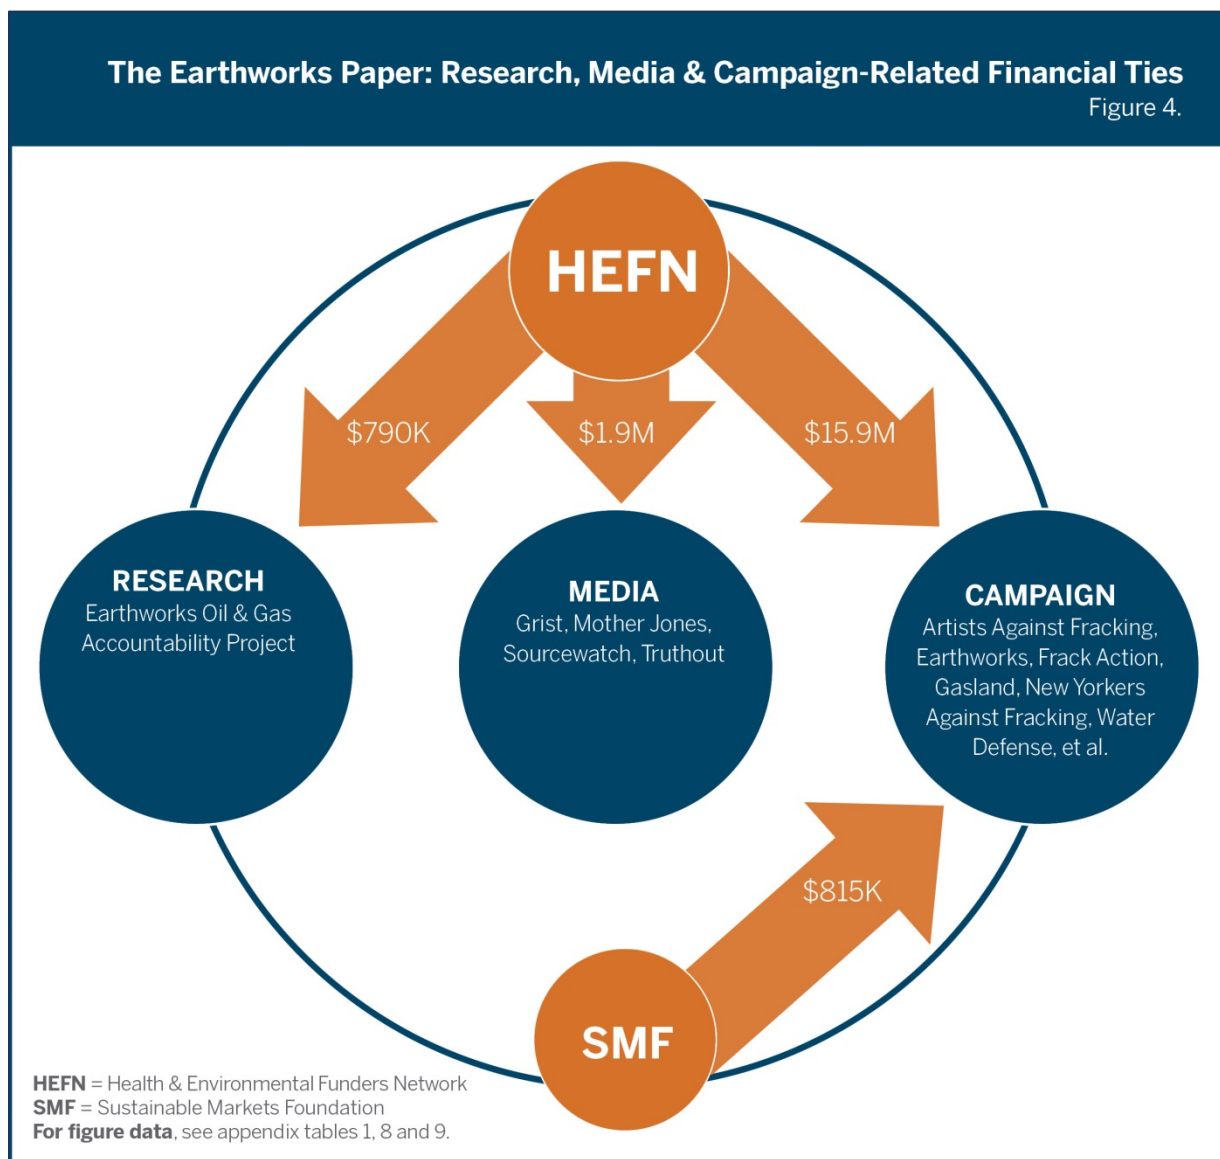 The Earthworks Paper: Research, Media & Campaign-Related Financial Ties
Figure 4.
HEFN
$790K
$1.9M
$15.9M
RESEARCH
Earthworks Oil & Gas
Accountability Project
MEDIA
Grist, Mother Jones,
Sourcewatch, Truthout
CAMPAIGN
Artists Against Fracking,
Earthworks, Frack Action,
Gasland, New Yorkers
Against Fracking, Water
Defense, et al.
$815K
SMF
HEFN = Health & Environmental Funders Network
SMF = Sustainable Markets Foundation
For figure data, see appendix tables 1, 8 and 9.